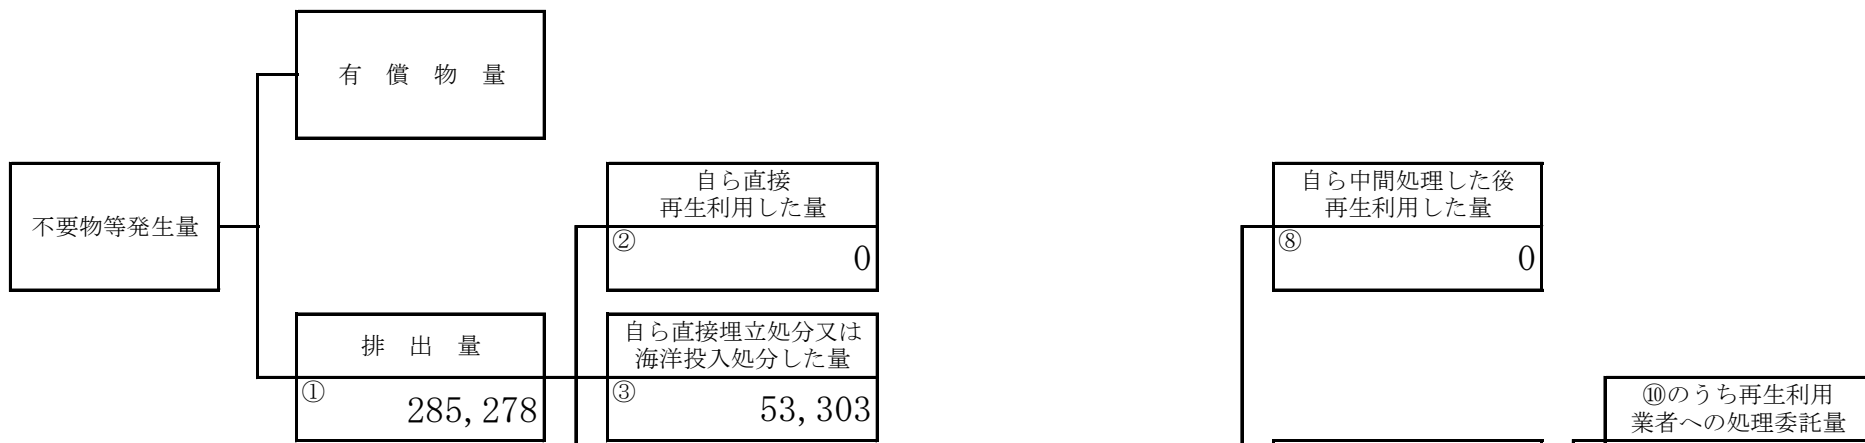 有 償 物 量
不要物等発生量
自ら直接
再生利用した量
②
0
自ら中間処理した後
再生利用した量
⑧
0
排 出 量
①
285,278
自ら直接埋立処分又は
海洋投入処分した量
③
53,303
⑩のうち再生利用
業者への処理委託量